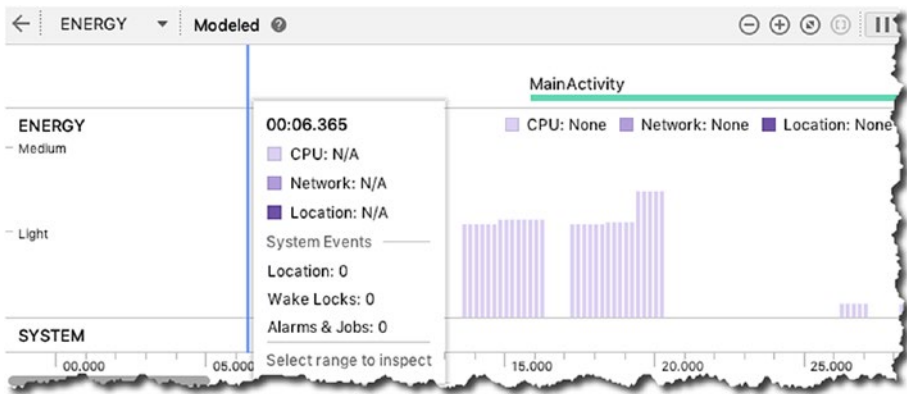 ENERGY Modeled ?
MainActivity
ENERGY
CPU: None Network: None Location: None
Medium
Light
00:06.365
CPU: N/A
Network: N/A
Location: N/A
System Events
Location: 0
Wake Locks: 0
Alarms & Jobs: 0
Select range to inspect
SYSTEM
00.000 05.000 15.000 20.000 25.000